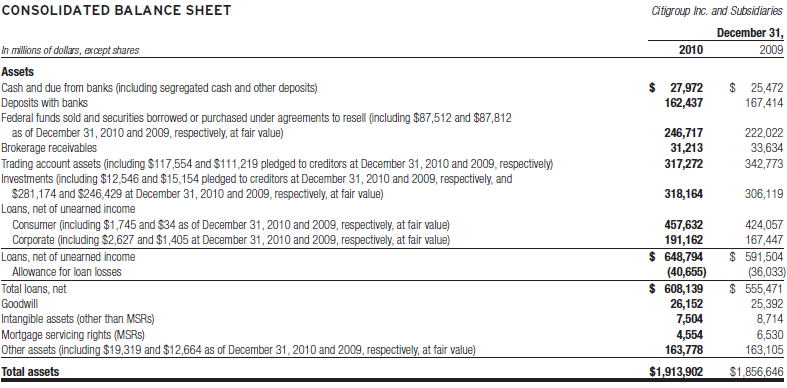 CONSOLIDATED BALANCE SHEET Citigroup Inc. and Subsidiaries
December 31,
In millions of dollars, except shares 2010 2009
Assets
Cash and due from banks (including segregated cash and other deposits) $ 27,972 $ 25,472
Deposits with banks 162,437 167,414
Federal funds sold and securities borrowed or purchased under agreements to resell (including $87,512 and $87,812
as of December 31, 2010 and 2009, respectively, at fair value) 246,717 222,022
Brokerage receivables 31,213 33,634
Trading account assets (including $117,554 and $111,219 pledged to creditors at December 31, 2010 and 2009, respectively) 317,272 342,773
Investments (including $12,546 and $15,154 pledged to creditors at December 31, 2010 and 2009, respectively, and
$281,174 and $246,429 at December 31, 2010 and 2009, respectively, at fair value) 318,164 306,119
Loans, net of unearned income
Consumer (including $1,745 and $34 as of December 31, 2010 and 2009, respectively, at fair value) 457,632 424,057
Corporate (including $2,627 and $1,405 at December 31, 2010 and 2009, respectively, at fair value) 191,162 167,447
Loans, net of unearned income $ 648,794 $ 591,504
Allowance for loan losses (40,655) (36,033)
Total loans, net $ 608,139 $ 555,471
Goodwill 26,152 25,392
Intangible assets (other than MSRs) 7,504 8,714
Mortgage servicing rights (MSRs) 4,554 6,530
Other assets (including $19,319 and $12,664 as of December 31, 2010 and 2009, respectively, at fair value) 163,778 163,105
Total assets $1,913,902 $1,856,646